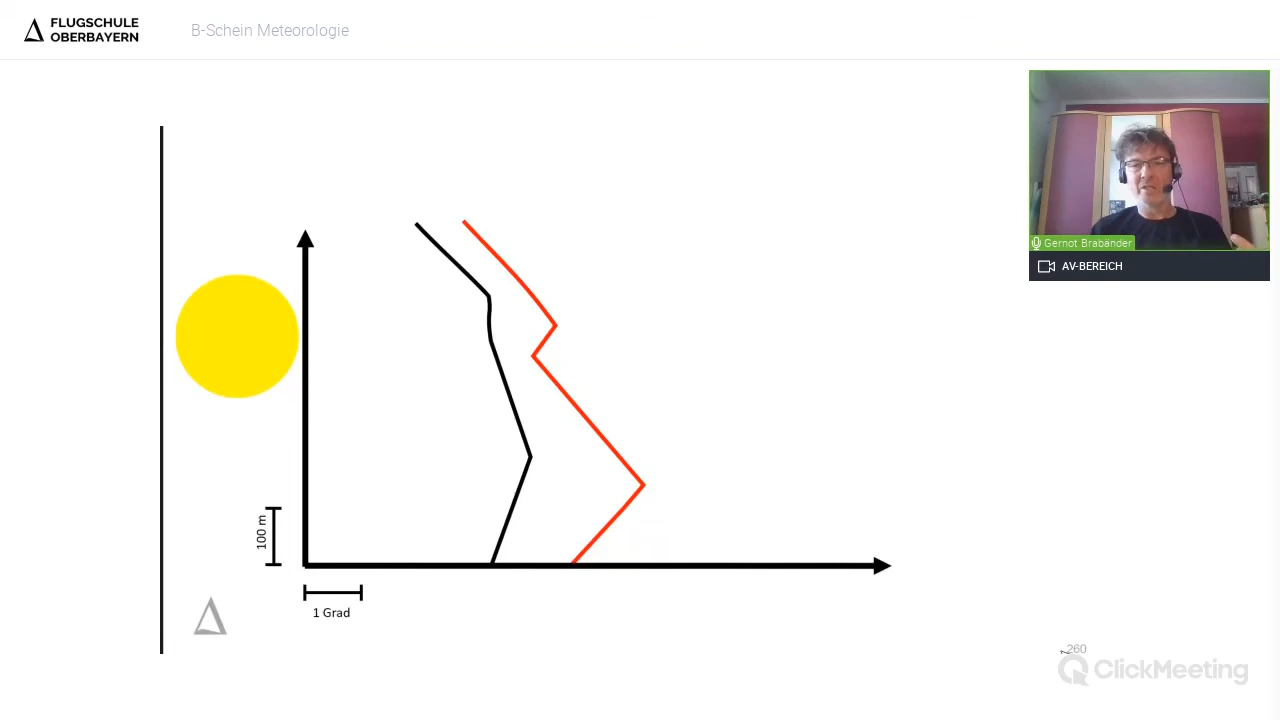 FLUGSCHULE
OBERBAYERN
B-Schein Meteorologie
Gernot Brabänder
AV-BEREICH
100 m
1 Grad
260
ClickMeeting